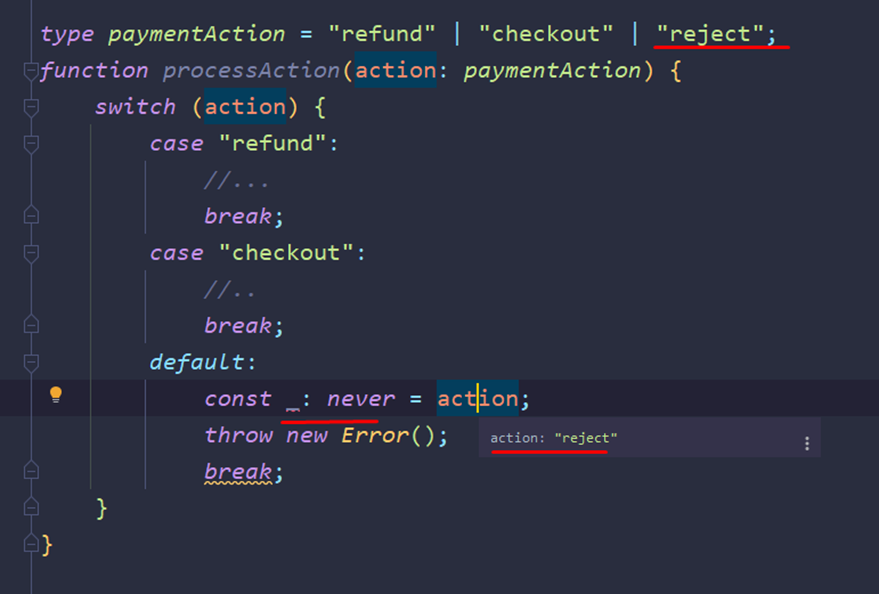 type paymentAction = "refund" | "checkout" | "reject";
function processAction(action: paymentAction) {
switch (action) {
case "refund":
//...
break;
case "checkout":
//..
break;
default:
const _: never = action;
throw new Error();
action: "reject"
break;
}
}